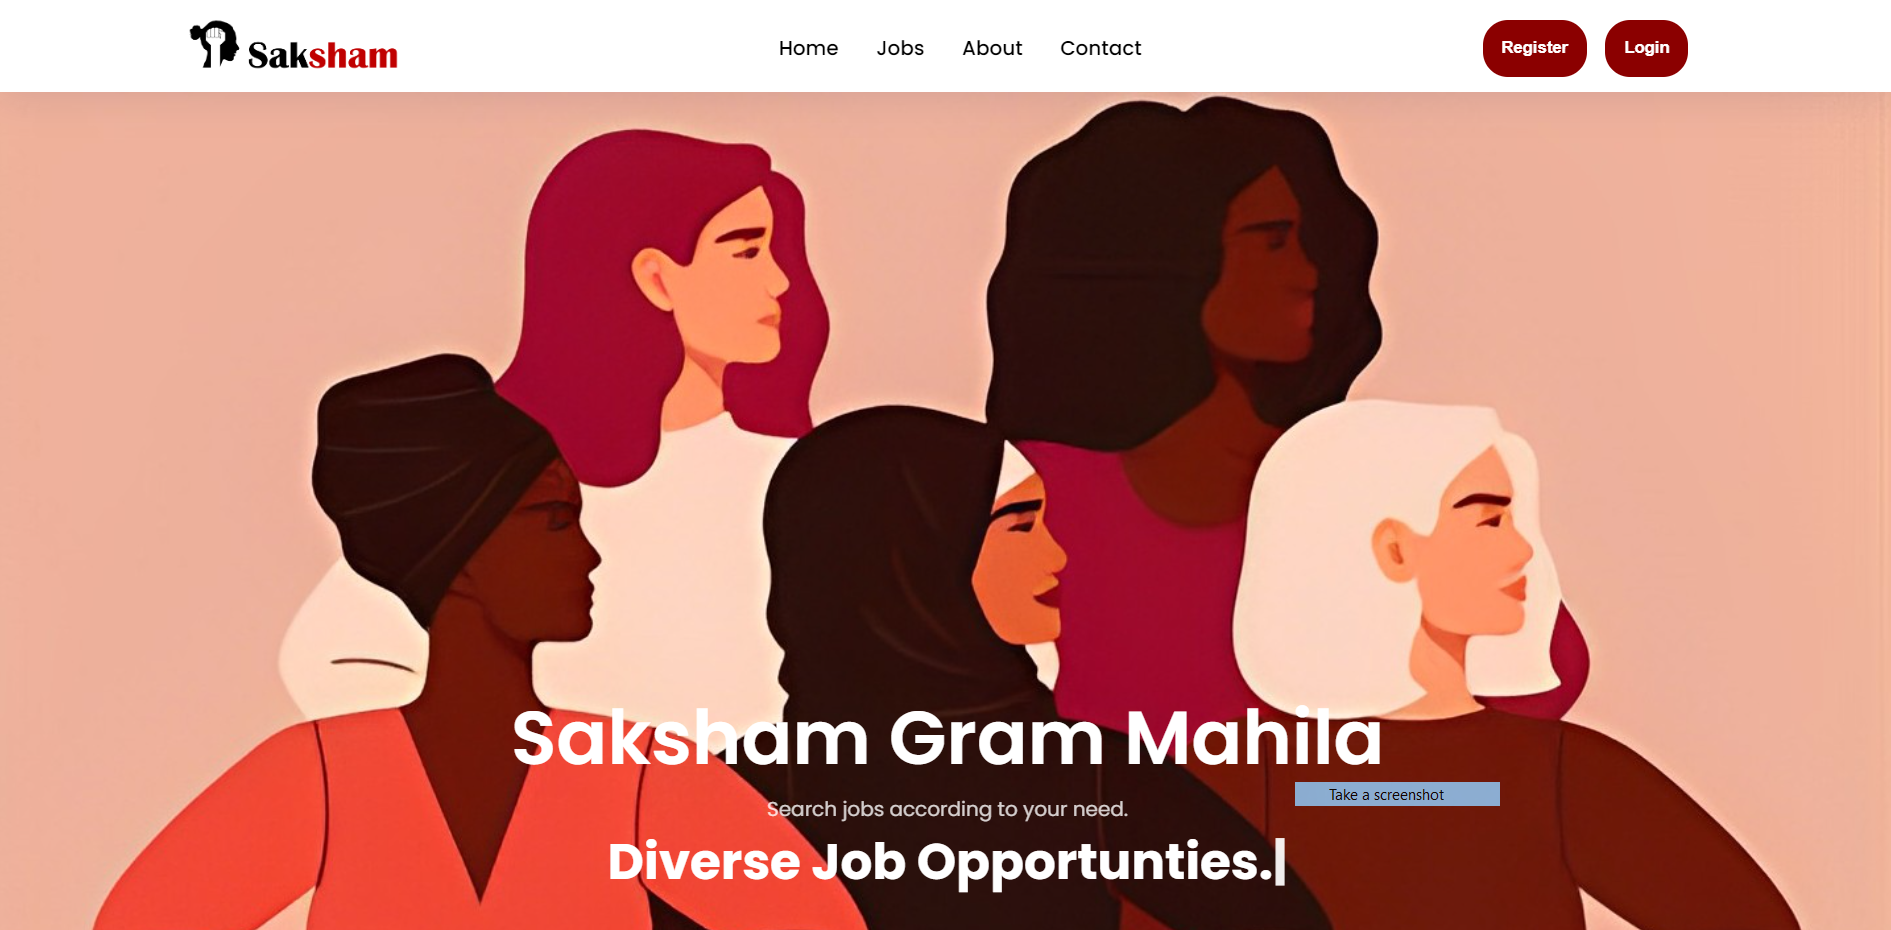 Saksham
Home Jobs About Contact
Register Login
Saksham Gram Mahila
Take a screenshot
Search jobs according to your need.
Diverse Job Opportunties.|